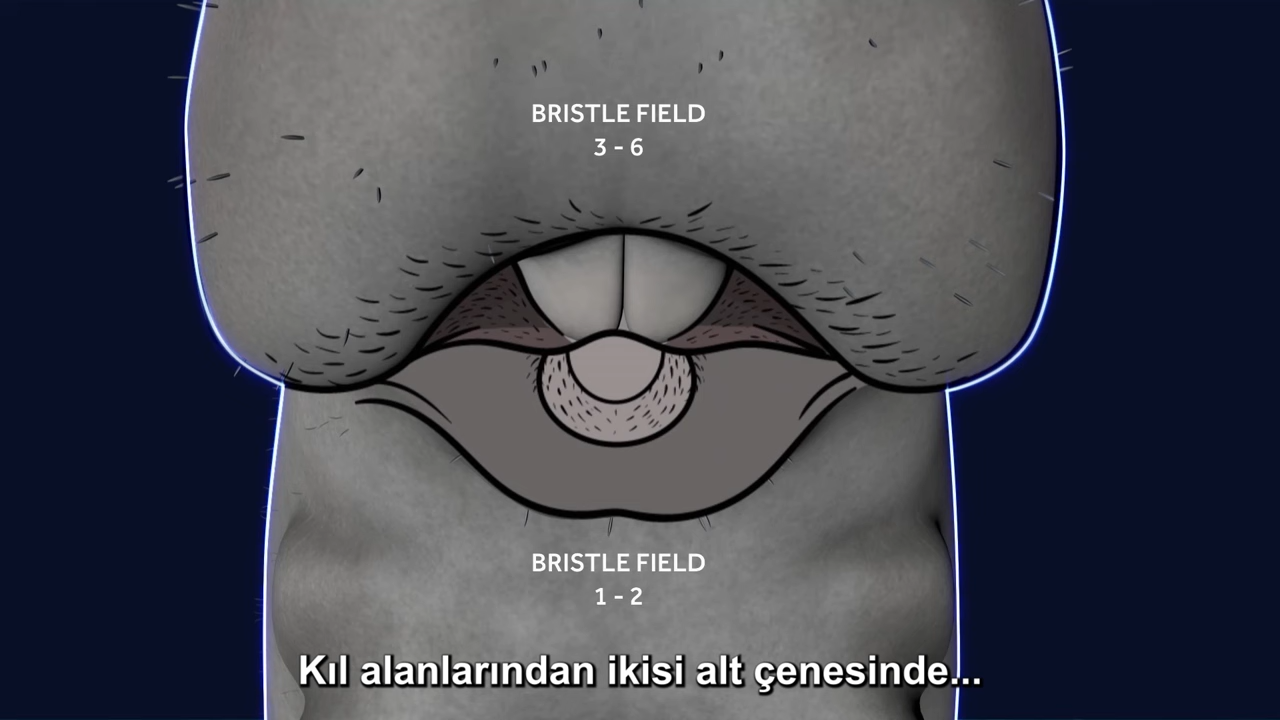 BRISTLE FIELD
3 - 6
BRISTLE FIELD
1 - 2
Kıl alanlarından ikisi alt çenesinde...